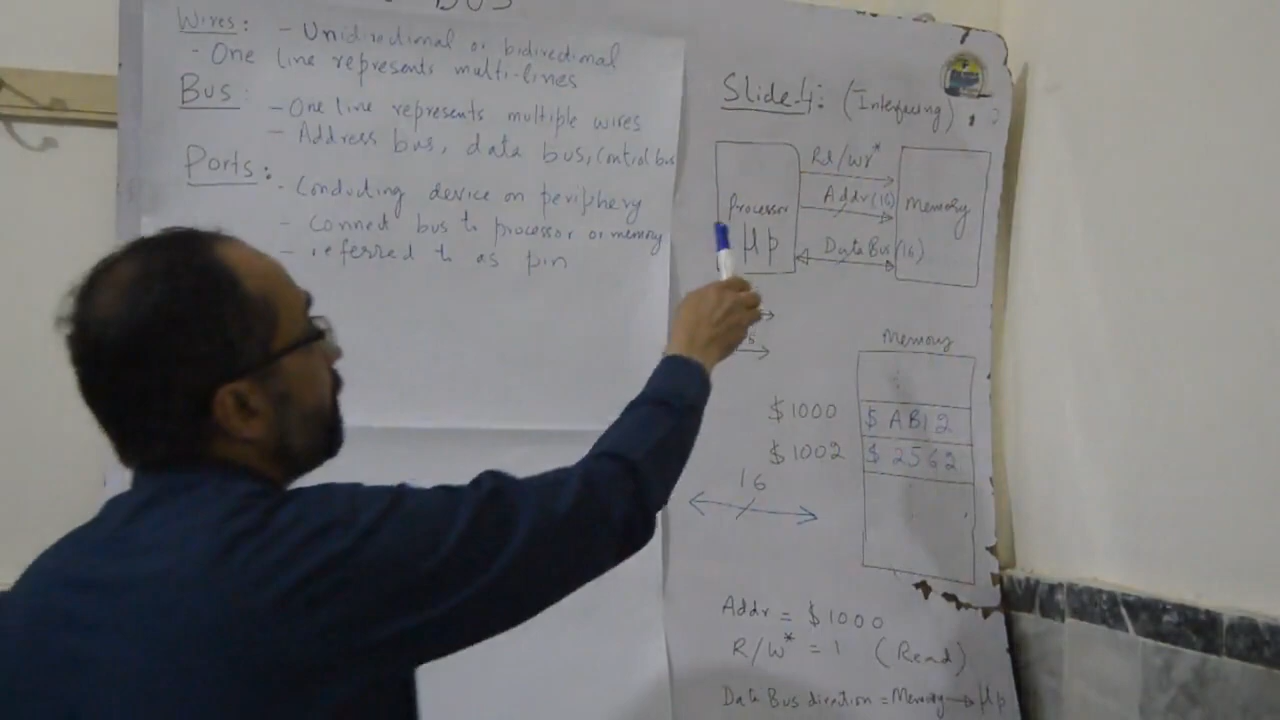 BUS
Wires: - Unidirectional or bidirectional
- One line represents multi-lines
Bus: - One line represents multiple wires
- Address bus, data bus, control bus
Ports: - Conducting device on periphery
- Connect bus to processor or memory
- referred to as pin
Slide-4: (Interfacing)
Processor
μp
Rd/wr*
Addr(16)
Data Bus(16)
Memory
Memory
$1000 $AB12
$1002 $2562
16
Addr = $1000
R/W* = 1 (Read)
Data Bus direction = Memory → μp